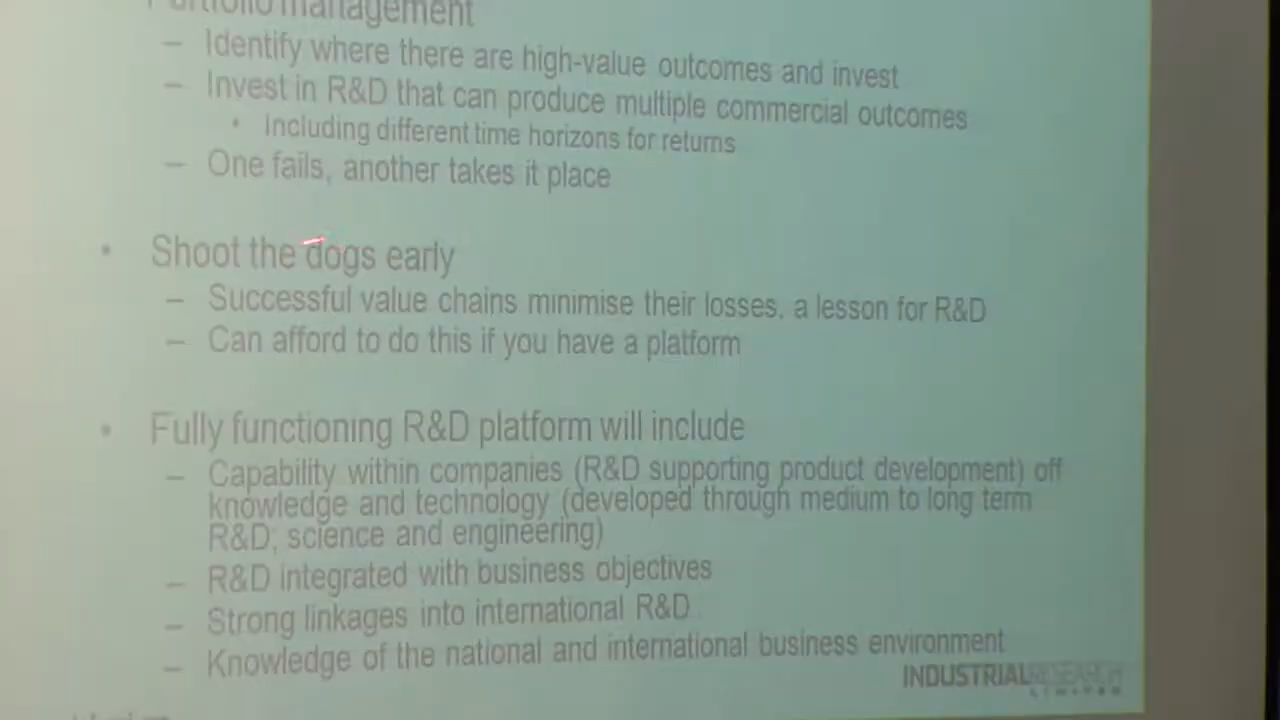 Portfolio management
– Identify where there are high-value outcomes and invest
– Invest in R&D that can produce multiple commercial outcomes
• Including different time horizons for returns
– One fails, another takes it place
• Shoot the dogs early
– Successful value chains minimise their losses, a lesson for R&D
– Can afford to do this if you have a platform
• Fully functioning R&D platform will include
– Capability within companies (R&D supporting product development) off
knowledge and technology (developed through medium to long term
R&D; science and engineering)
– R&D integrated with business objectives
– Strong linkages into international R&D
– Knowledge of the national and international business environment
INDUSTRIALRESEARCH
LIMITED